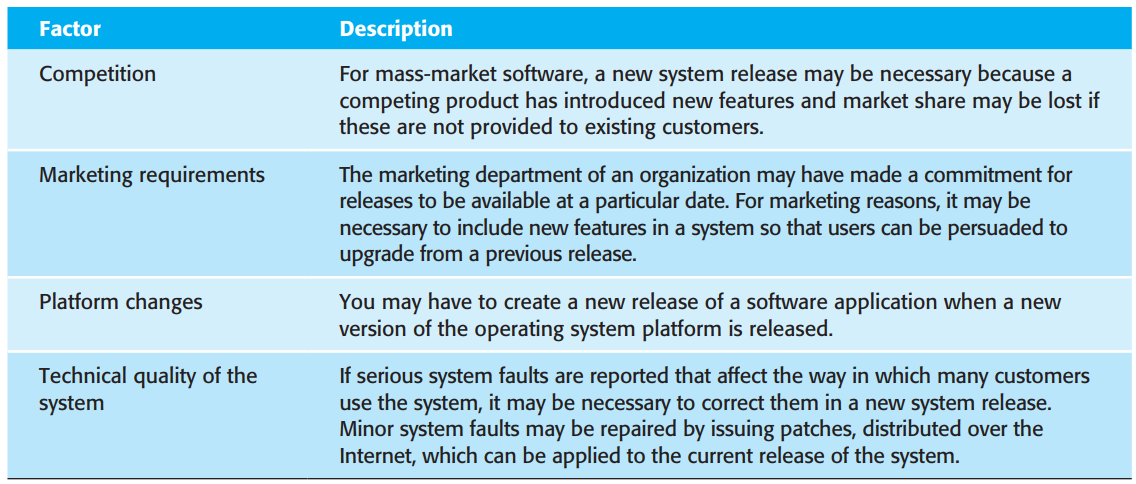 Factor Description
Competition For mass-market software, a new system release may be necessary because a
competing product has introduced new features and market share may be lost if
these are not provided to existing customers.
Marketing requirements The marketing department of an organization may have made a commitment for
releases to be available at a particular date. For marketing reasons, it may be
necessary to include new features in a system so that users can be persuaded to
upgrade from a previous release.
Platform changes You may have to create a new release of a software application when a new
version of the operating system platform is released.
Technical quality of the If serious system faults are reported that affect the way in which many customers
system use the system, it may be necessary to correct them in a new system release.
Minor system faults may be repaired by issuing patches, distributed over the
Internet, which can be applied to the current release of the system.